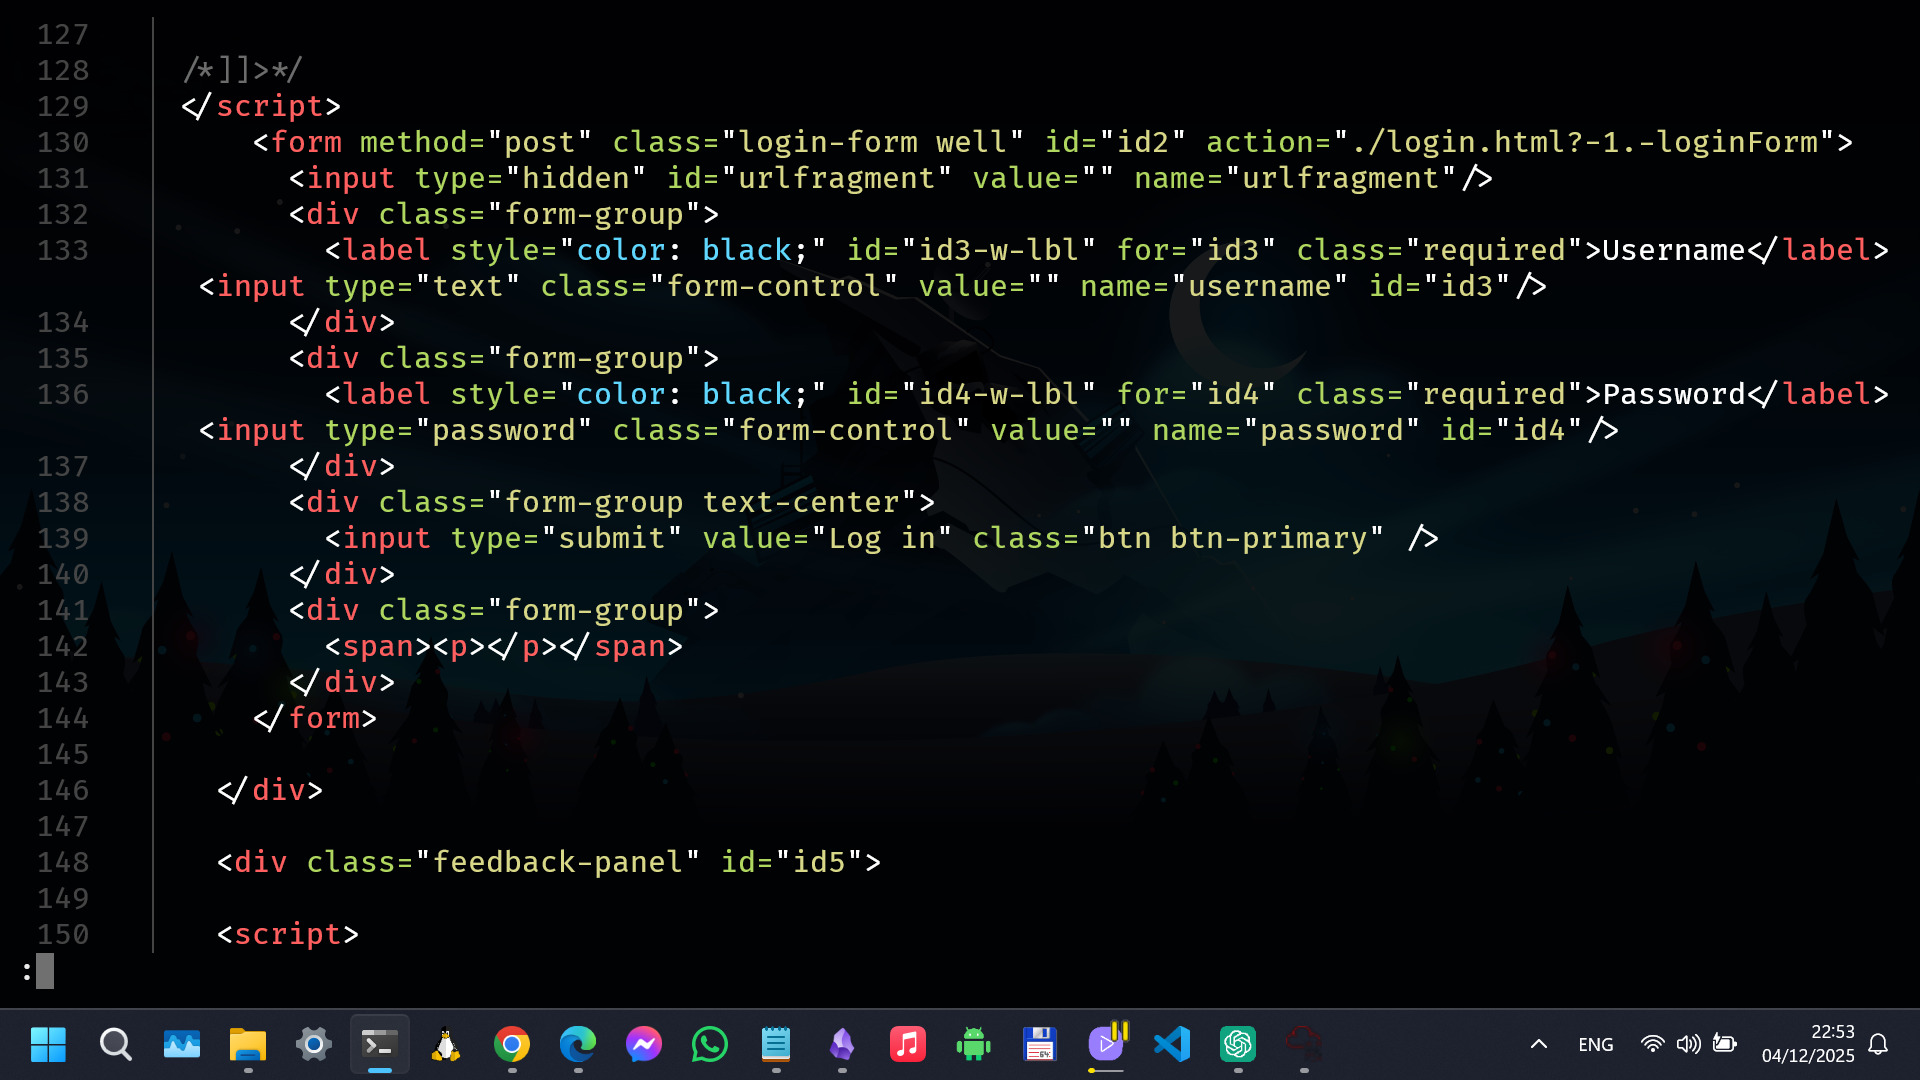 127
128 /*]]>*/
129 </script>
130 <form method="post" class="login-form well" id="id2" action="./login.html?-1.-loginForm">
131 <input type="hidden" id="urlfragment" value="" name="urlfragment"/>
132 <div class="form-group">
133 <label style="color: black;" id="id3-w-lbl" for="id3" class="required">Username</label>
<input type="text" class="form-control" value="" name="username" id="id3"/>
134 </div>
135 <div class="form-group">
136 <label style="color: black;" id="id4-w-lbl" for="id4" class="required">Password</label>
<input type="password" class="form-control" value="" name="password" id="id4"/>
137 </div>
138 <div class="form-group text-center">
139 <input type="submit" value="Log in" class="btn btn-primary" />
140 </div>
141 <div class="form-group">
142 <span><p></p></span>
143 </div>
144 </form>
145
146 </div>
147
148 <div class="feedback-panel" id="id5">
149
150 <script>
:
64
ENG
22:53
04/12/2025